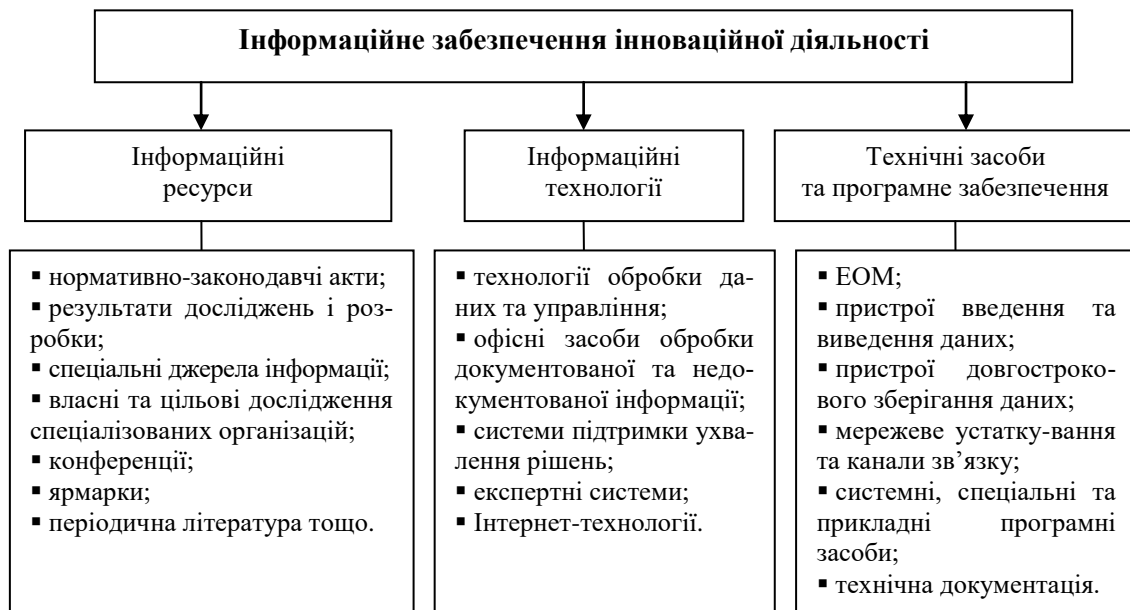 Інформаційне забезпечення інноваційної діяльності
Інформаційні
ресурси
▪ нормативно-законодавчі акти;
▪ результати досліджень і роз-
робки;
▪ спеціальні джерела інформації;
▪ власні та цільові дослідження
спеціалізованих організацій;
▪ конференції;
▪ ярмарки;
▪ періодична література тощо.
Інформаційні
технології
▪ технології обробки да-
них та управління;
▪ офісні засоби обробки
документованої та недо-
кументованої інформації;
▪ системи підтримки ухва-
лення рішень;
▪ експертні системи;
▪ Інтернет-технології.
Технічні засоби
та програмне забезпечення
▪ ЕОМ;
▪ пристрої введення та
виведення даних;
▪ пристрої довгостроко-
вого зберігання даних;
▪ мережеве устатку-вання
та канали зв’язку;
▪ системні, спеціальні та
прикладні програмні
засоби;
▪ технічна документація.